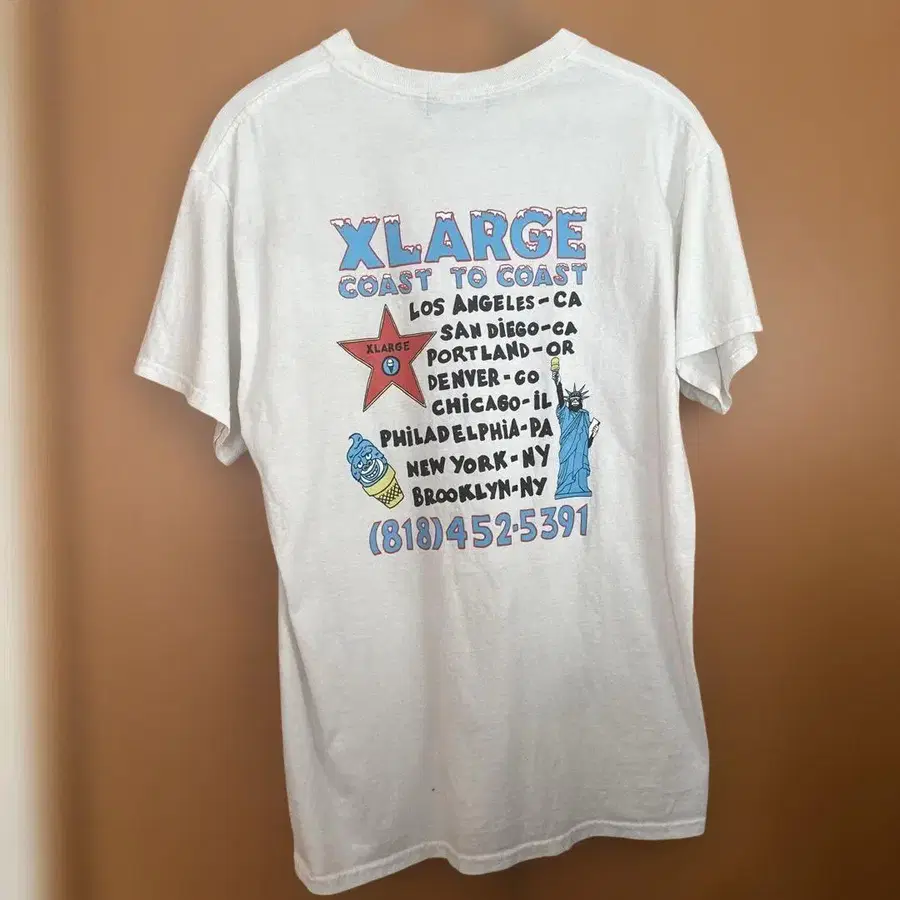 XLARGE
COAST TO COAST
LOS ANGELES-CA
SAN DiEGO-CA
PORTLAND-OR
XLARGE
DENVER-CO
CHICAGO-iL
PHiLADELPHiA-PA
NEW YORK-NY
BROOKLYN-NY
(818)452-5391